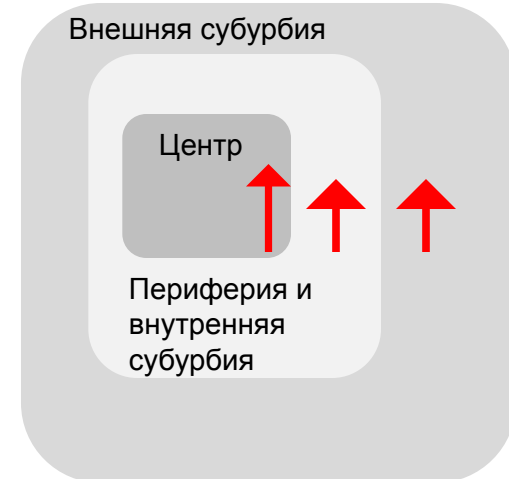 Внешняя субурбия
Центр
Периферия и
внутренняя
субурбия